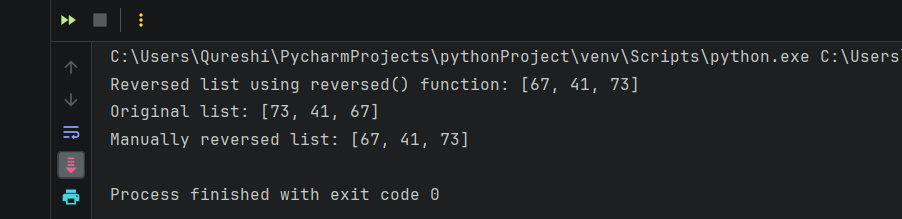 C:\Users\Qureshi\PycharmProjects\pythonProject\venv\Scripts\python.exe C:\Users
Reversed list using reversed() function: [67, 41, 73]
Original list: [73, 41, 67]
Manually reversed list: [67, 41, 73]
Process finished with exit code 0